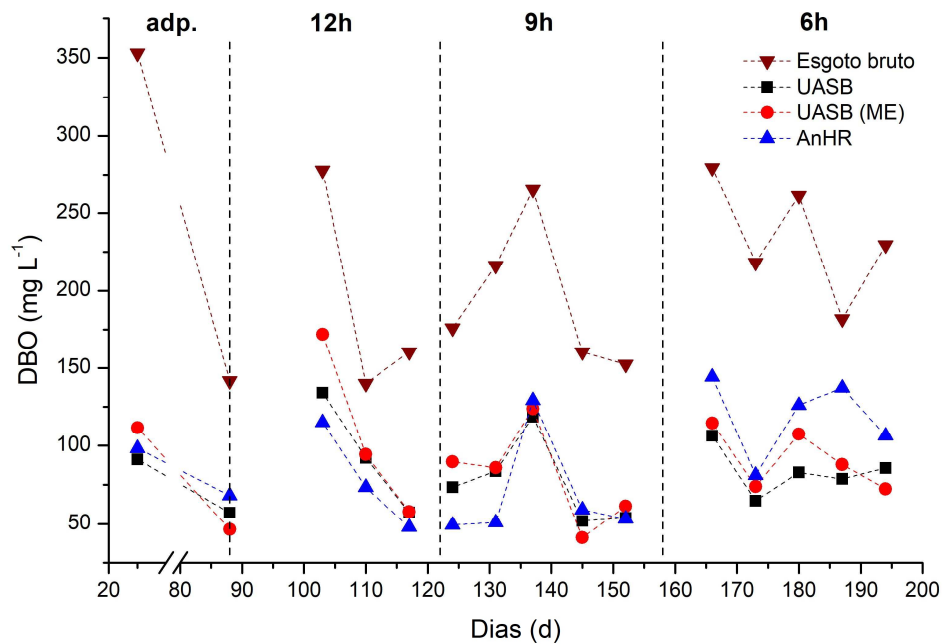 adp. 12h 9h 6h
Esgoto bruto
UASB
UASB (ME)
AnHR
DBO (mg L⁻¹)
350
300
250
200
150
100
50
20 80 90 100 110 120 130 140 150 160 170 180 190 200
Dias (d)